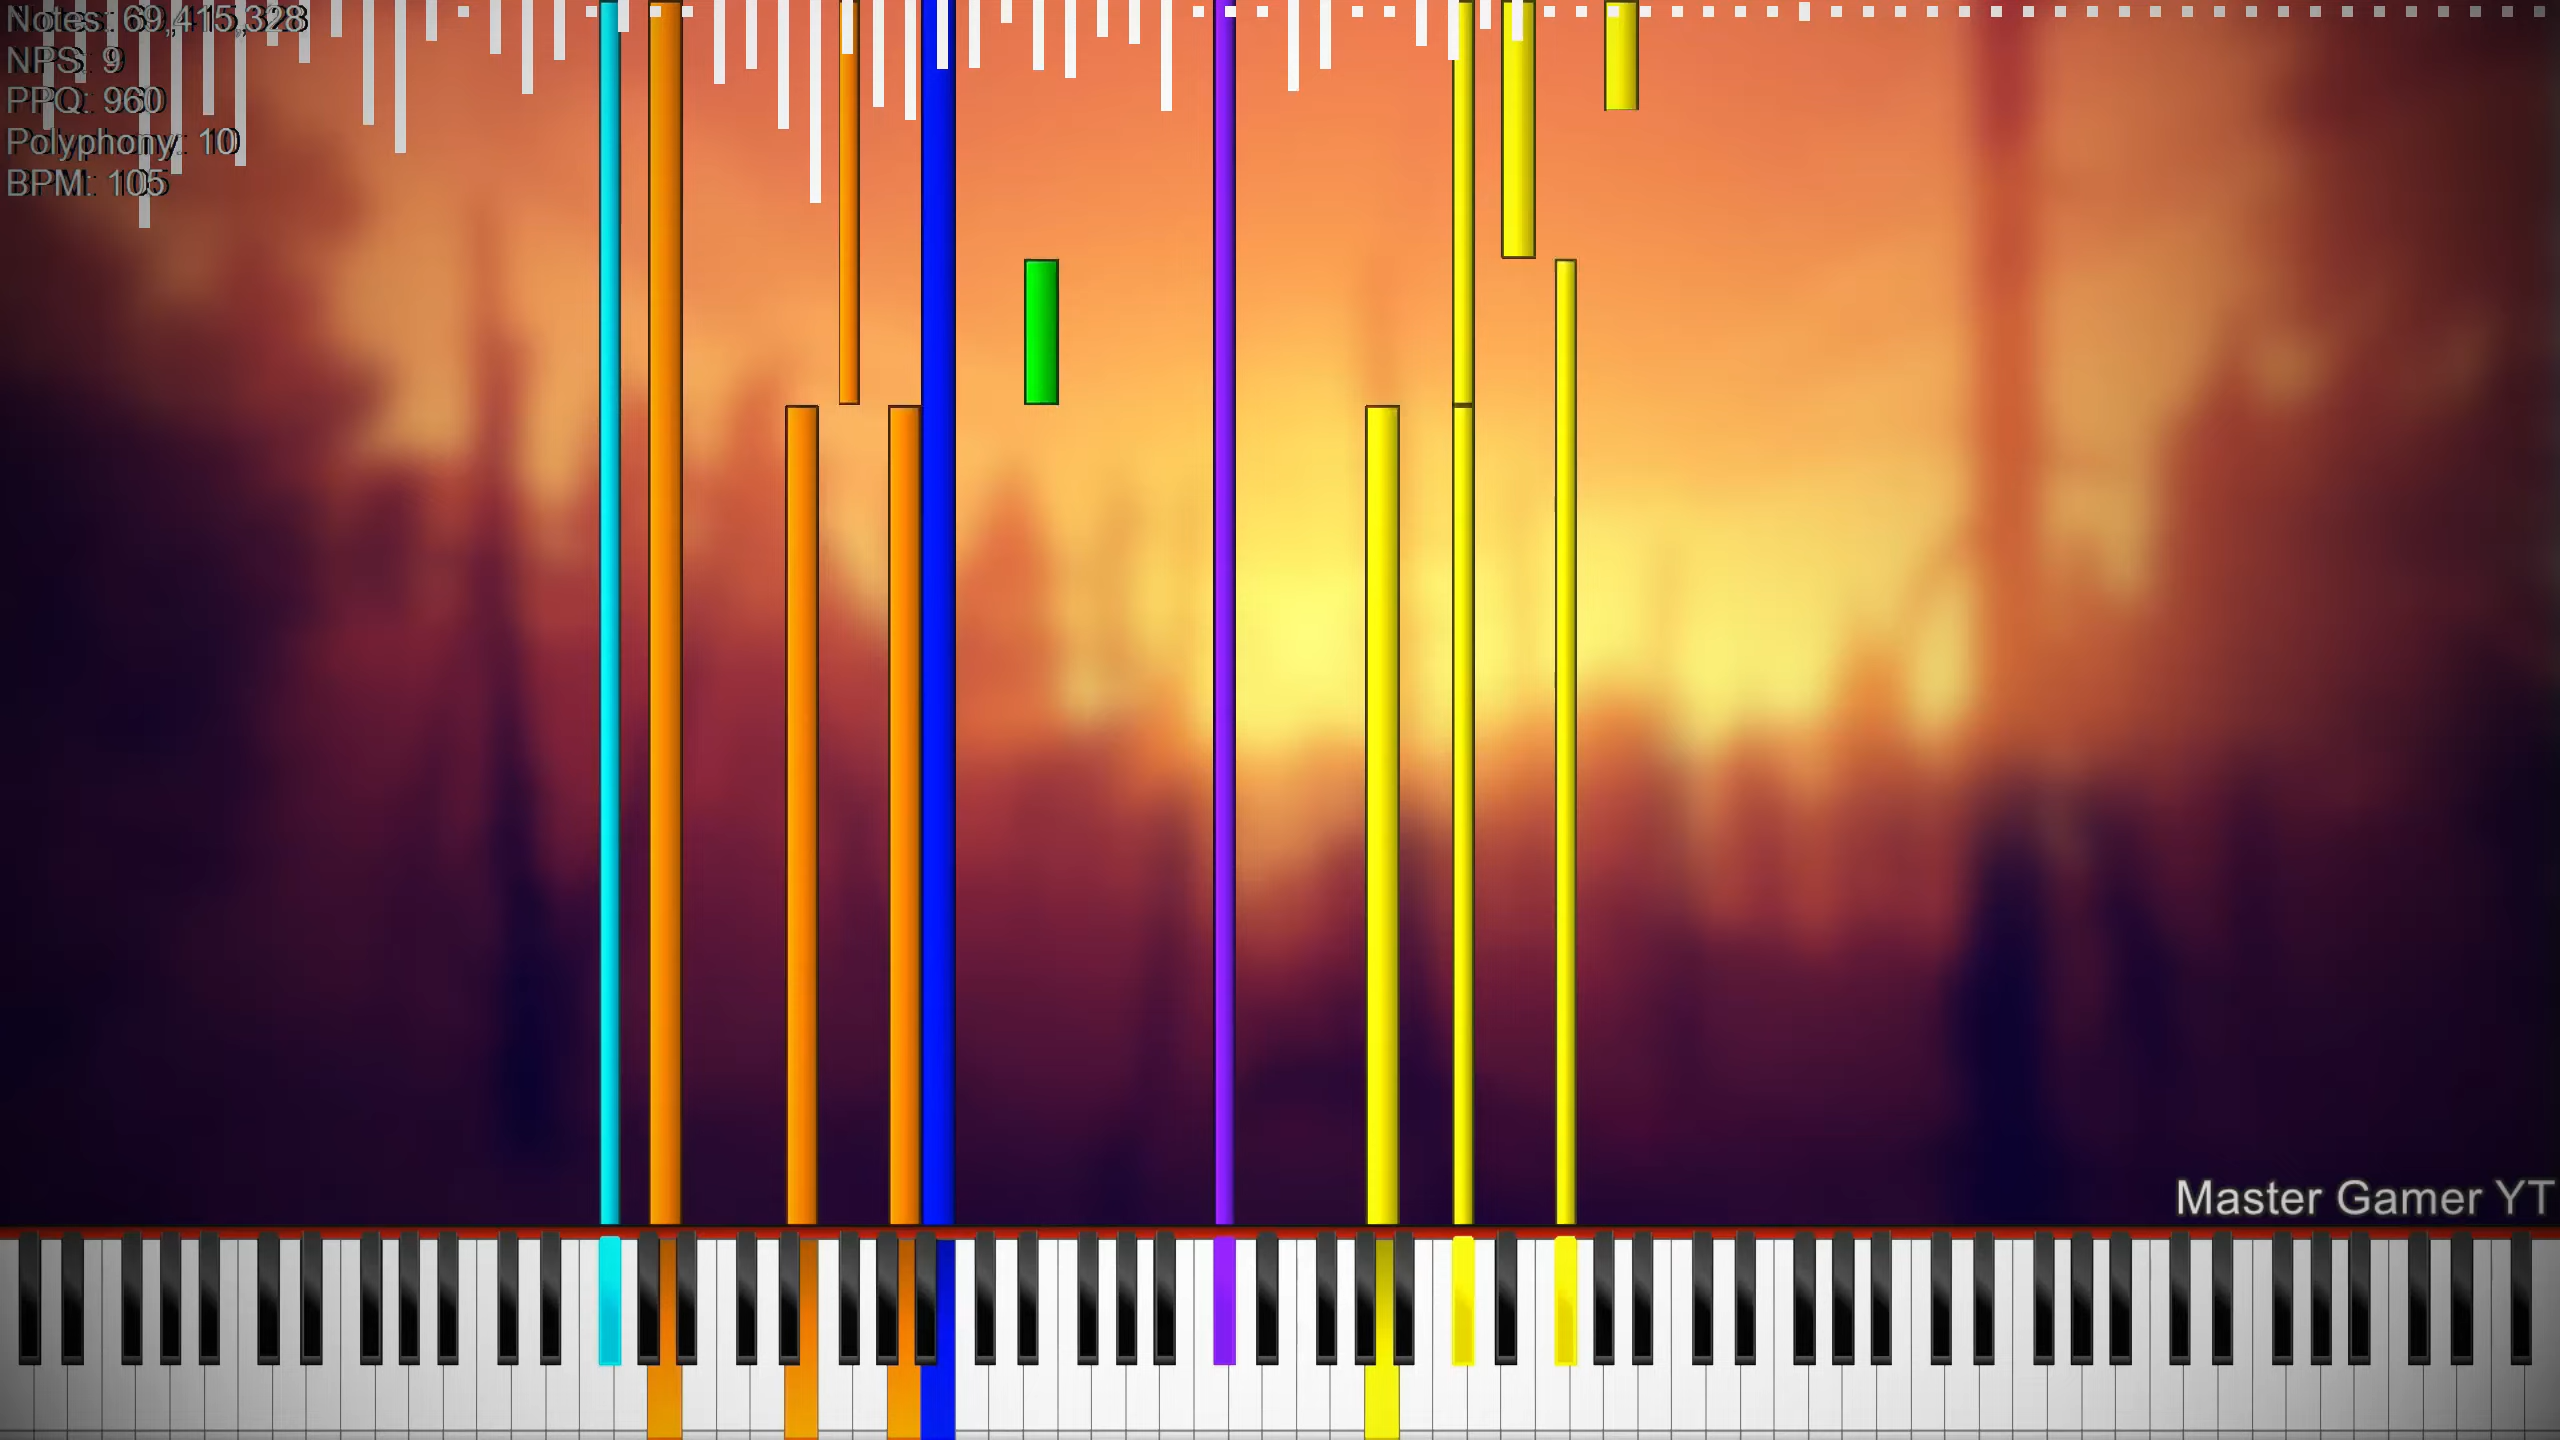 Notes: 69,415,328
NPS: 9
PPQ: 960
Polyphony: 10
BPM: 105
Master Gamer YT